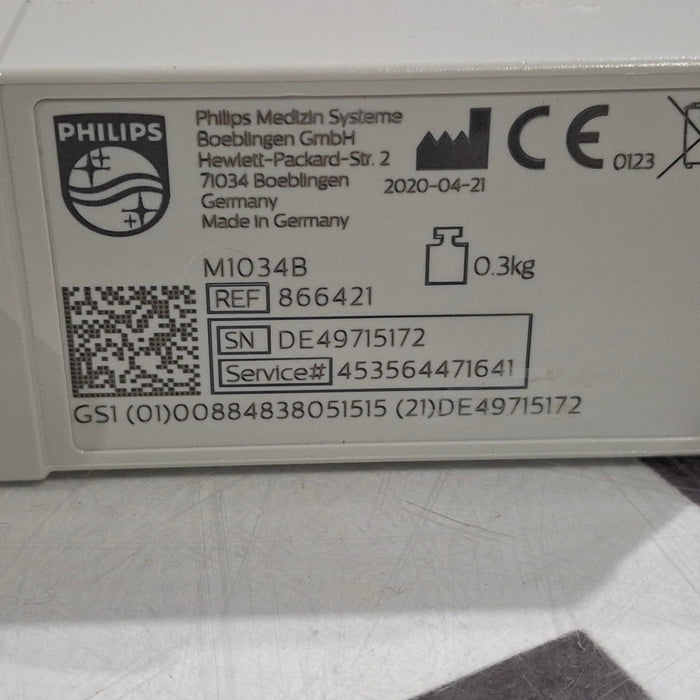 PHILIPS
Philips Medizin Systeme
Boeblingen GmbH
Hewlett-Packard-Str. 2
71034 Boeblingen
Germany
Made in Germany
2020-04-21
CE 0123
M1034B
0.3kg
REF 866421
SN DE49715172
Service# 453564471641
GS1 (01)00884838051515 (21)DE49715172